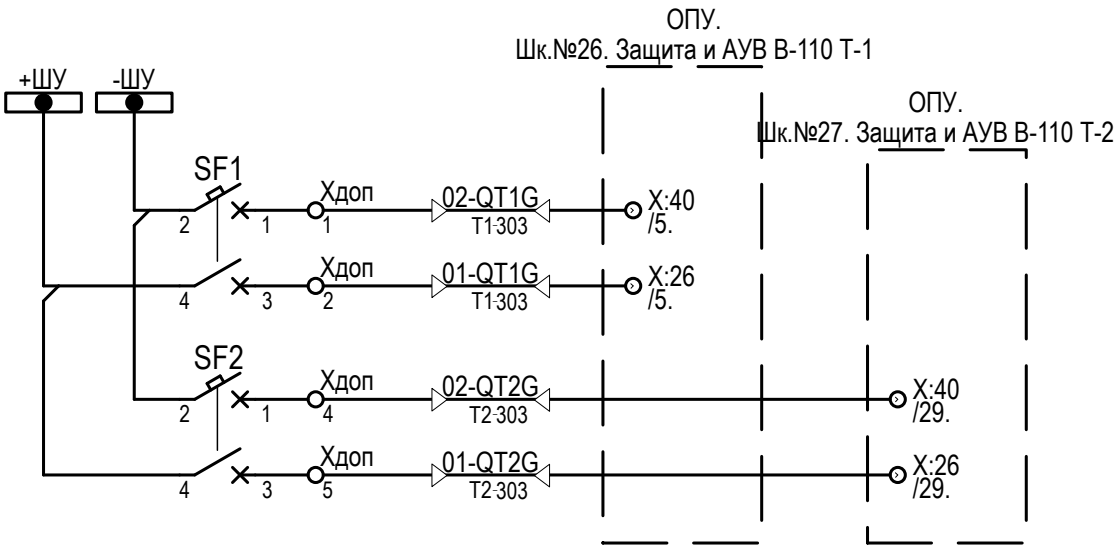 ОПУ.
Шк.№26. Защита и АУВ В-110 Т-1
+ШУ
-ШУ
ОПУ.
Шк.№27. Защита и АУВ В-110 Т-2
SF1
2
1
Хдоп
1
02-QT1G
Т1-303
X:40
/5.
4
3
Хдоп
2
01-QT1G
Т1-303
X:26
/5.
SF2
2
1
Хдоп
4
02-QT2G
Т2-303
X:40
/29.
4
3
Хдоп
5
01-QT2G
Т2-303
X:26
/29.